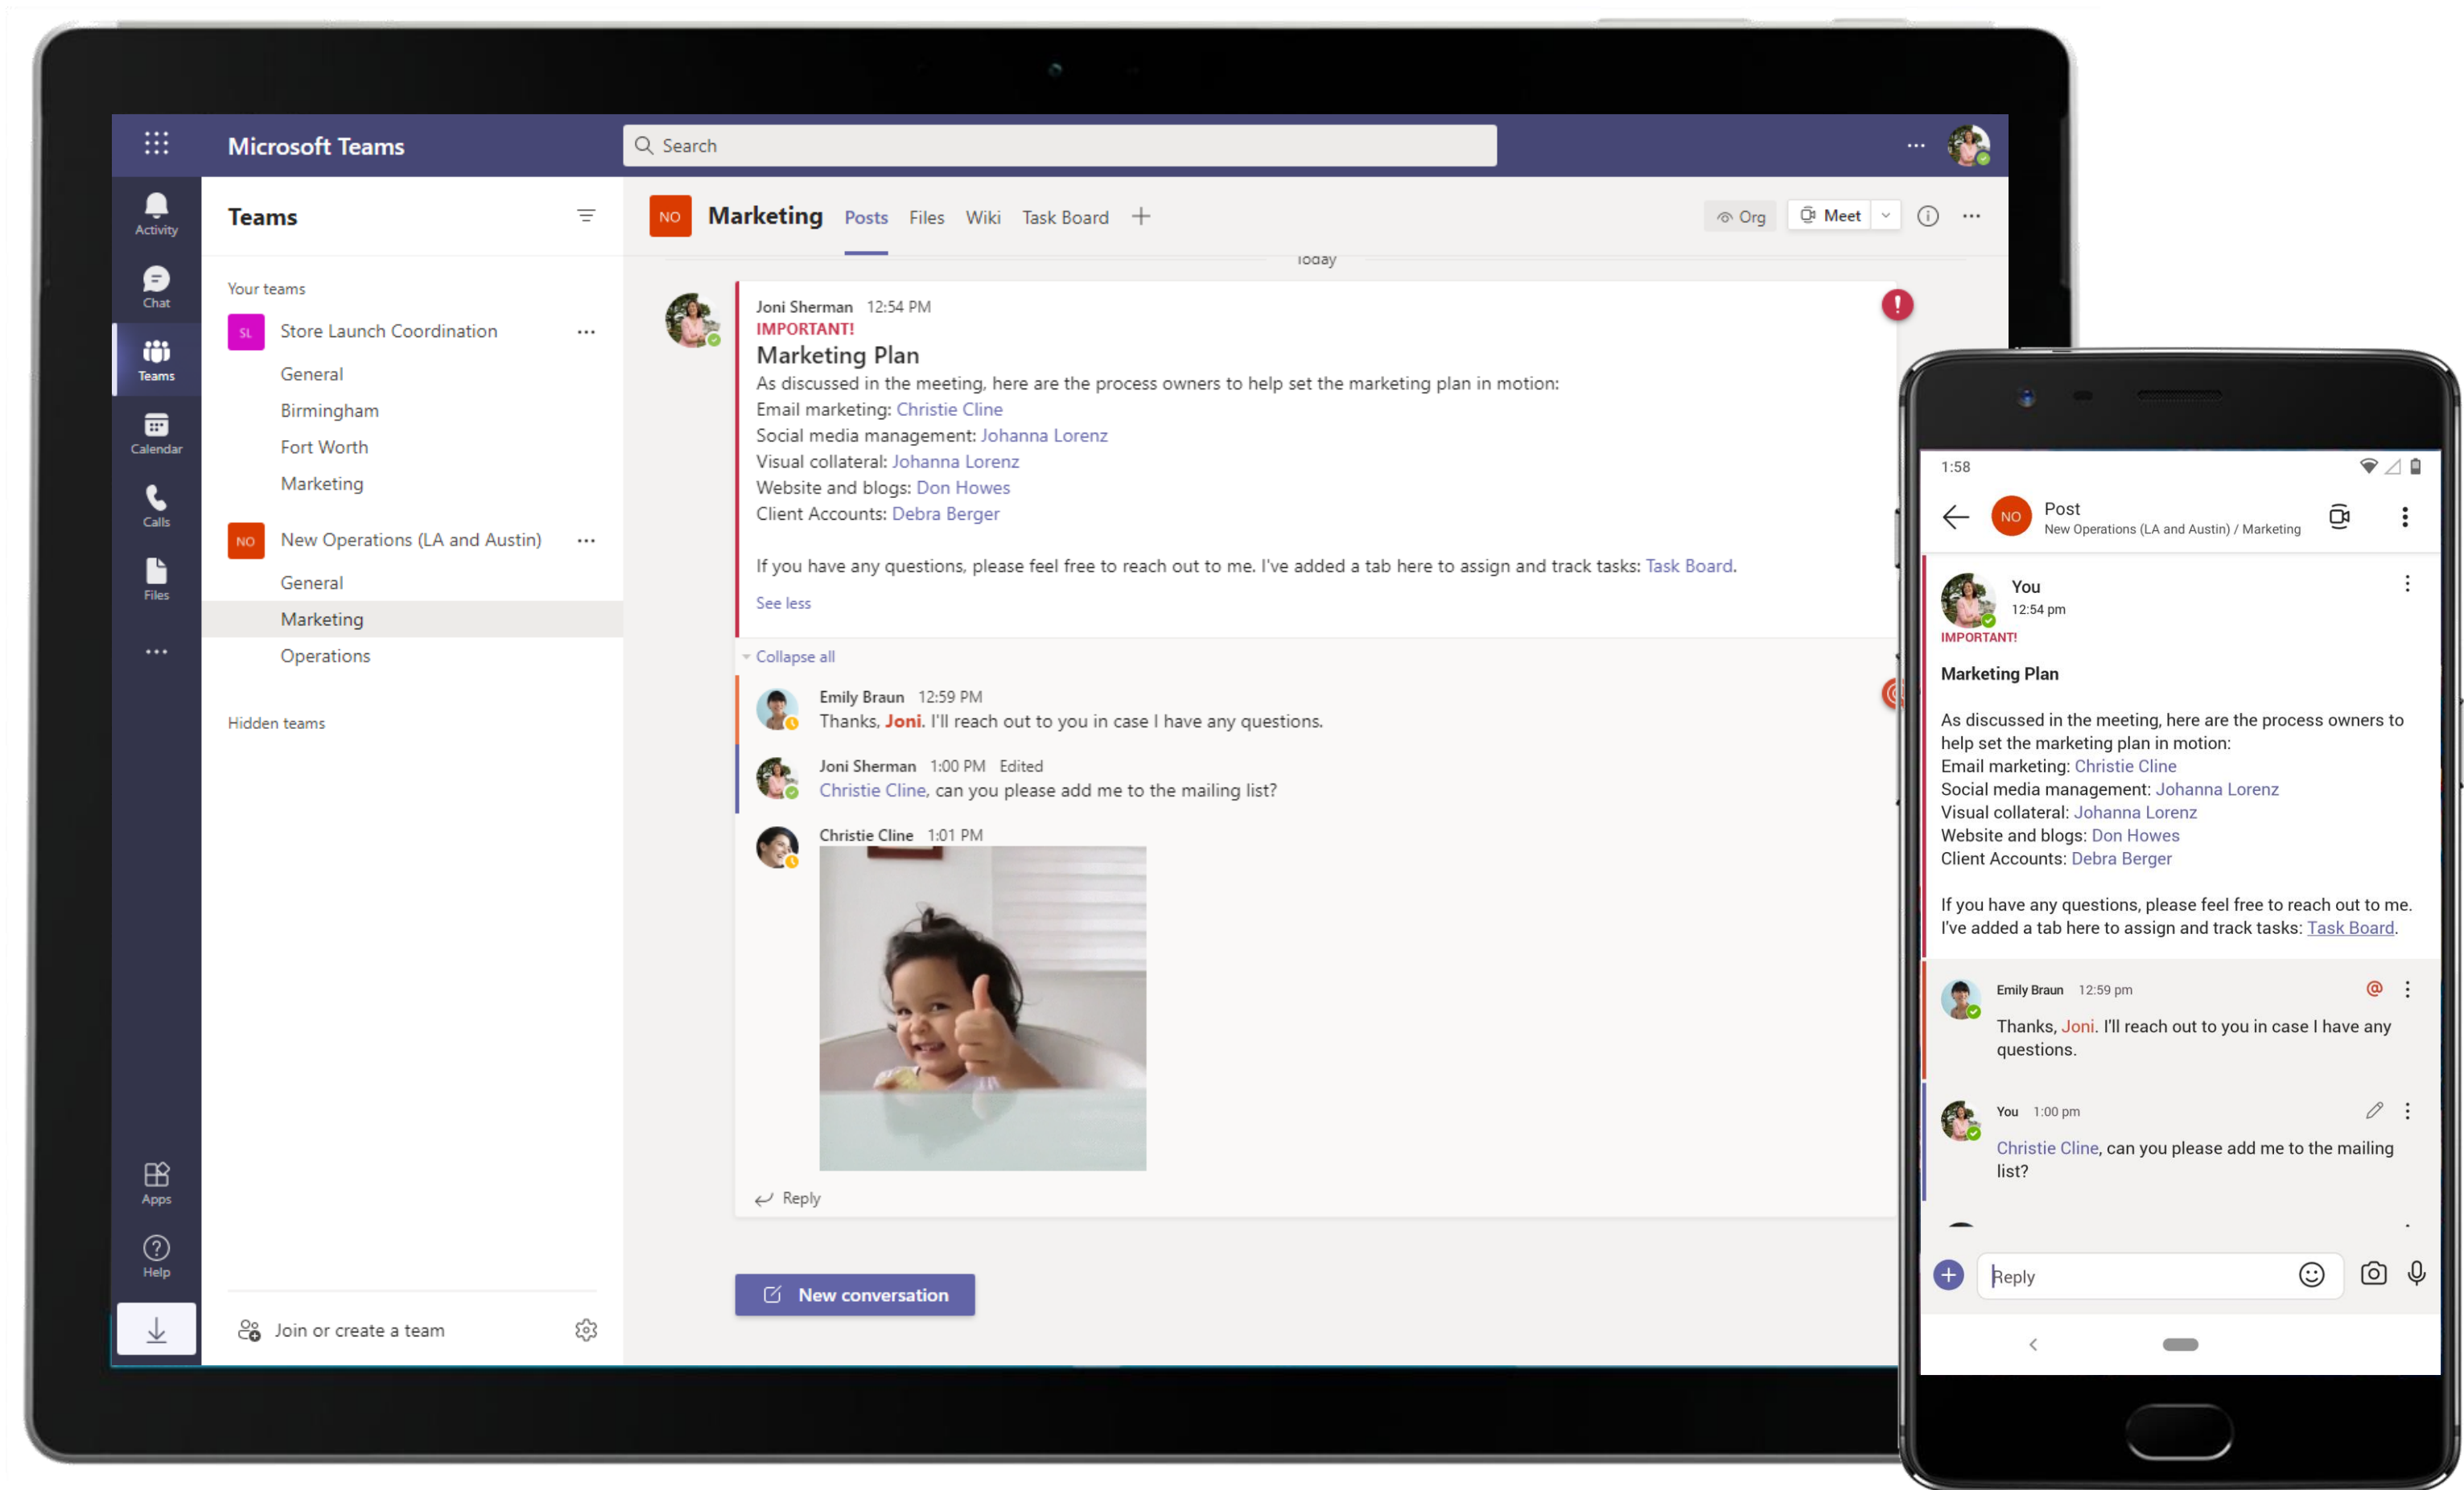 Microsoft Teams
Search
Activity
Chat
Teams
Calendar
Calls
Files
Apps
Help
Teams
Your teams
SL Store Launch Coordination
General
Birmingham
Fort Worth
Marketing
NO New Operations (LA and Austin)
General
Marketing
Operations
Hidden teams
Join or create a team
NO Marketing Posts Files Wiki Task Board
Org Meet
Today
Joni Sherman 12:54 PM
IMPORTANT!
Marketing Plan
As discussed in the meeting, here are the process owners to help set the marketing plan in motion:
Email marketing: Christie Cline
Social media management: Johanna Lorenz
Visual collateral: Johanna Lorenz
Website and blogs: Don Howes
Client Accounts: Debra Berger
If you have any questions, please feel free to reach out to me. I've added a tab here to assign and track tasks: Task Board.
See less
Collapse all
Emily Braun 12:59 PM
Thanks, Joni. I'll reach out to you in case I have any questions.
Joni Sherman 1:00 PM Edited
Christie Cline, can you please add me to the mailing list?
Christie Cline 1:01 PM
Reply
New conversation
1:58
NO Post
New Operations (LA and Austin) / Marketing
You
12:54 pm
IMPORTANT!
Marketing Plan
As discussed in the meeting, here are the process owners to
help set the marketing plan in motion:
Email marketing: Christie Cline
Social media management: Johanna Lorenz
Visual collateral: Johanna Lorenz
Website and blogs: Don Howes
Client Accounts: Debra Berger
If you have any questions, please feel free to reach out to me.
I've added a tab here to assign and track tasks: Task Board.
Emily Braun 12:59 pm @
Thanks, Joni. I'll reach out to you in case I have any
questions.
You 1:00 pm
Christie Cline, can you please add me to the mailing
list?
Reply